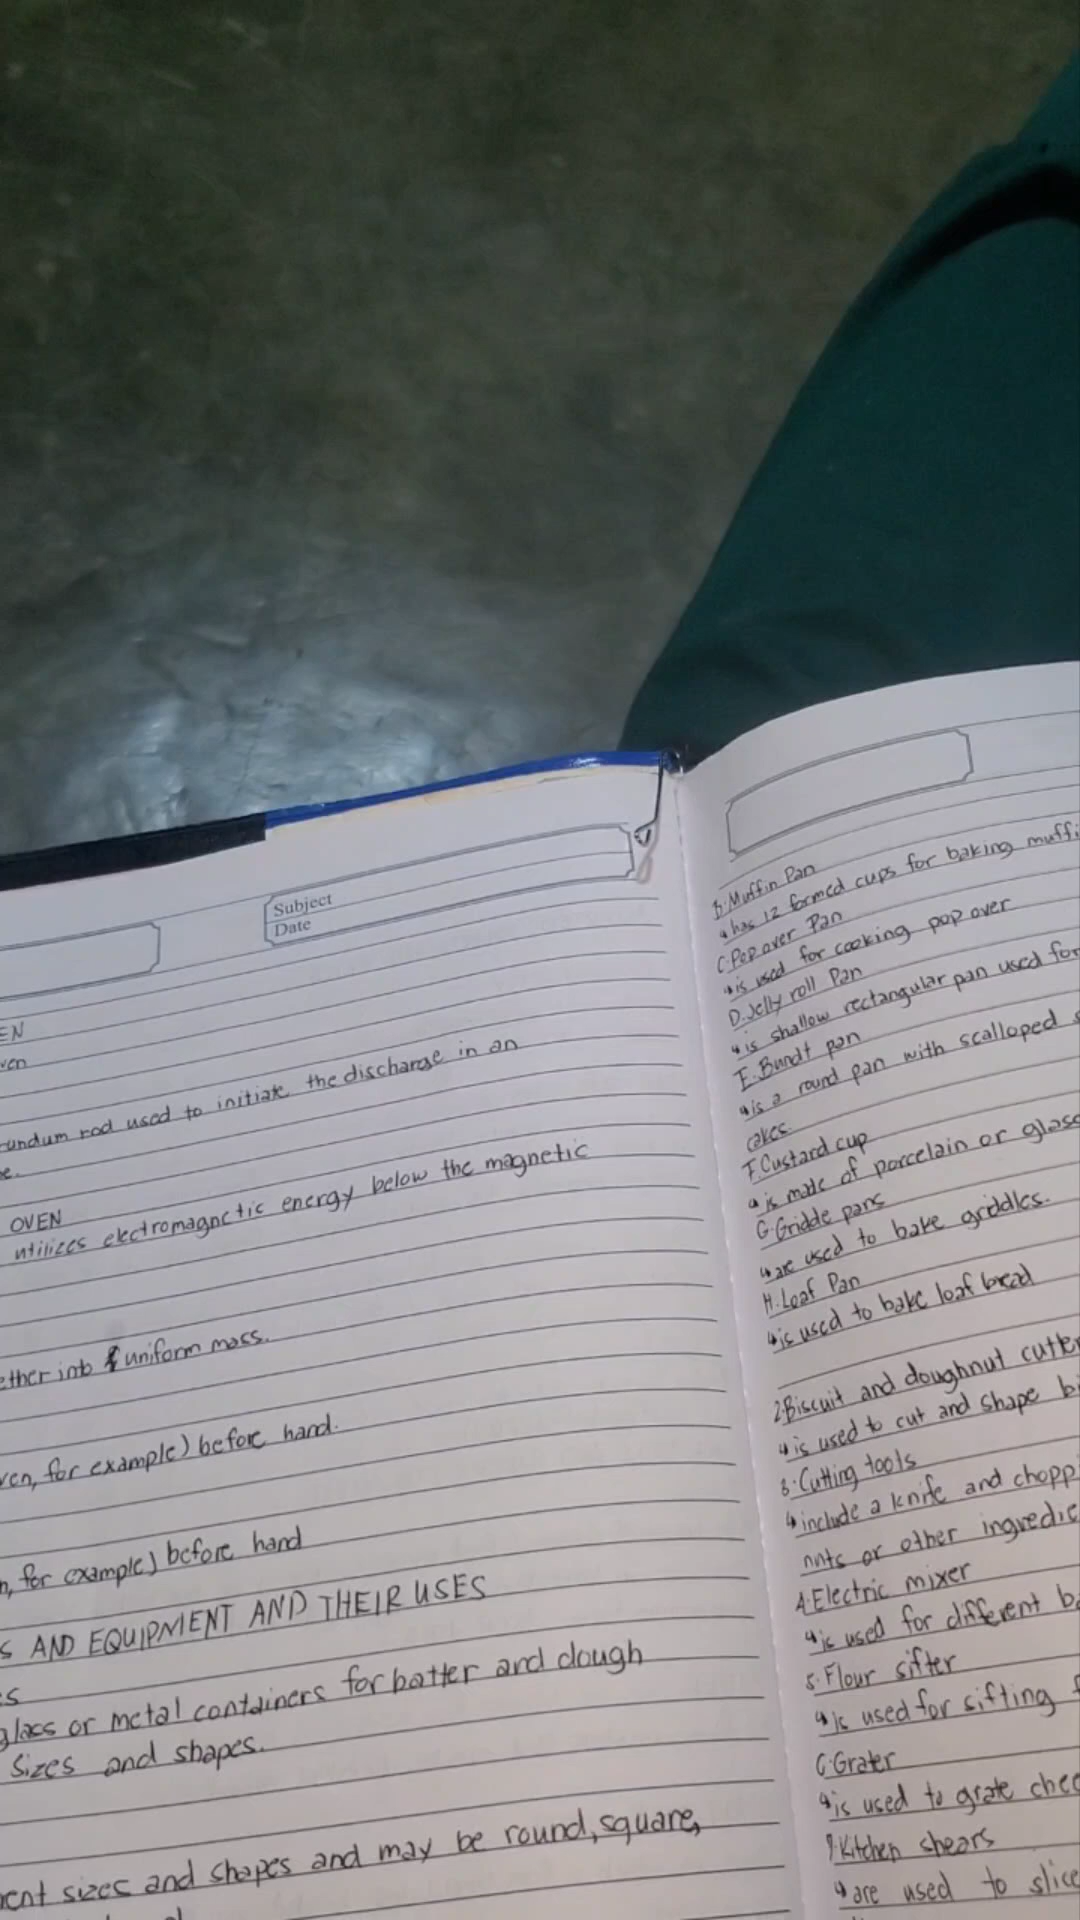 Subject
Date
EN
ven
undum rod used to initiate the discharge in an
e.
OVEN
utilizes electromagnetic energy below the magnetic
ether into uniform mass.
ven, for example) before hand.
n, for example) before hand
S AND EQUIPMENT AND THEIR USES
s
glass or metal containers for batter and dough
sizes and shapes.
rent sizes and shapes and may be round, square,
B. Muffin Pan
↳ has 12 formed cups for baking muffi
C. Pop over Pan
↳ is used for cooking pop over
D. Jelly roll Pan
↳ is shallow rectangular pan used for
E. Bundt pan
↳ is a round pan with scalloped s
cakes.
F. Custard cup
↳ is made of porcelain or glass
G. Gridde pans
↳ are used to bake griddles.
H. Loaf Pan
↳ is used to bake loaf bread
2. Biscuit and doughnut cutter
↳ is used to cut and shape bi
3. Cutting tools
↳ include a knife and choppi
nuts or other ingredie
4. Electric mixer
↳ is used for different ba
5. Flour sifter
↳ is used for sifting f
6. Grater
↳ is used to grate chee
7. Kitchen shears
↳ are used to slice